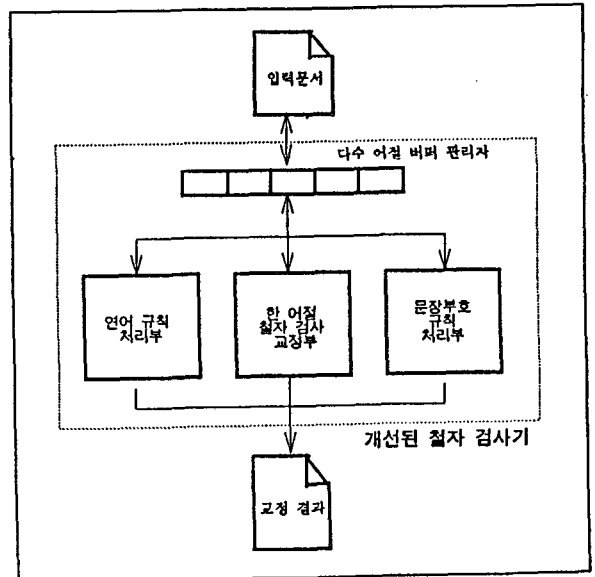 입력문서
다수 어절 버퍼 관리자
연어 규칙
처리부
한 어절
철자 검사
교정부
문장부호
규칙
처리부
개선된 철자 검사기
교정 결과